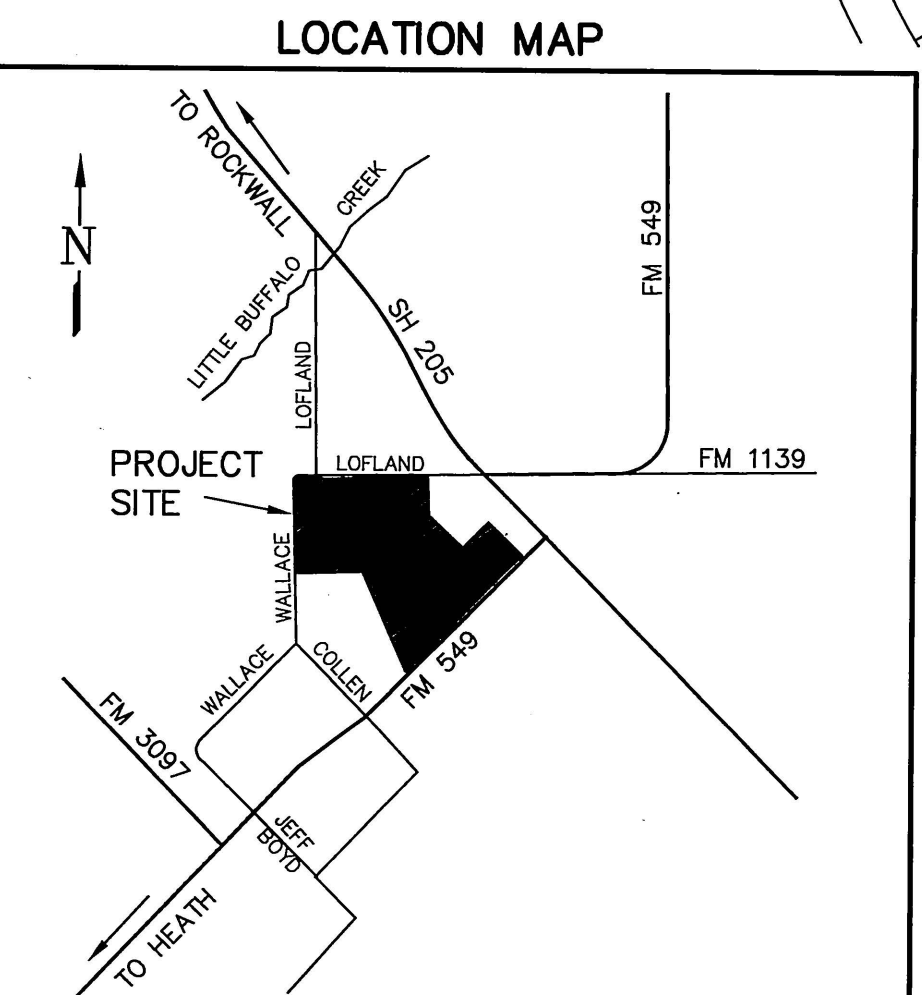 LOCATION MAP
TO ROCKWALL
CREEK
N
LITTLE BUFFALO
FM 549
SH 205
LOFLAND
PROJECT
SITE
LOFLAND
FM 1139
WALLACE
WALLACE
COLLEN
FM 549
FM 3097
JEFF
BOYD
TO HEATH